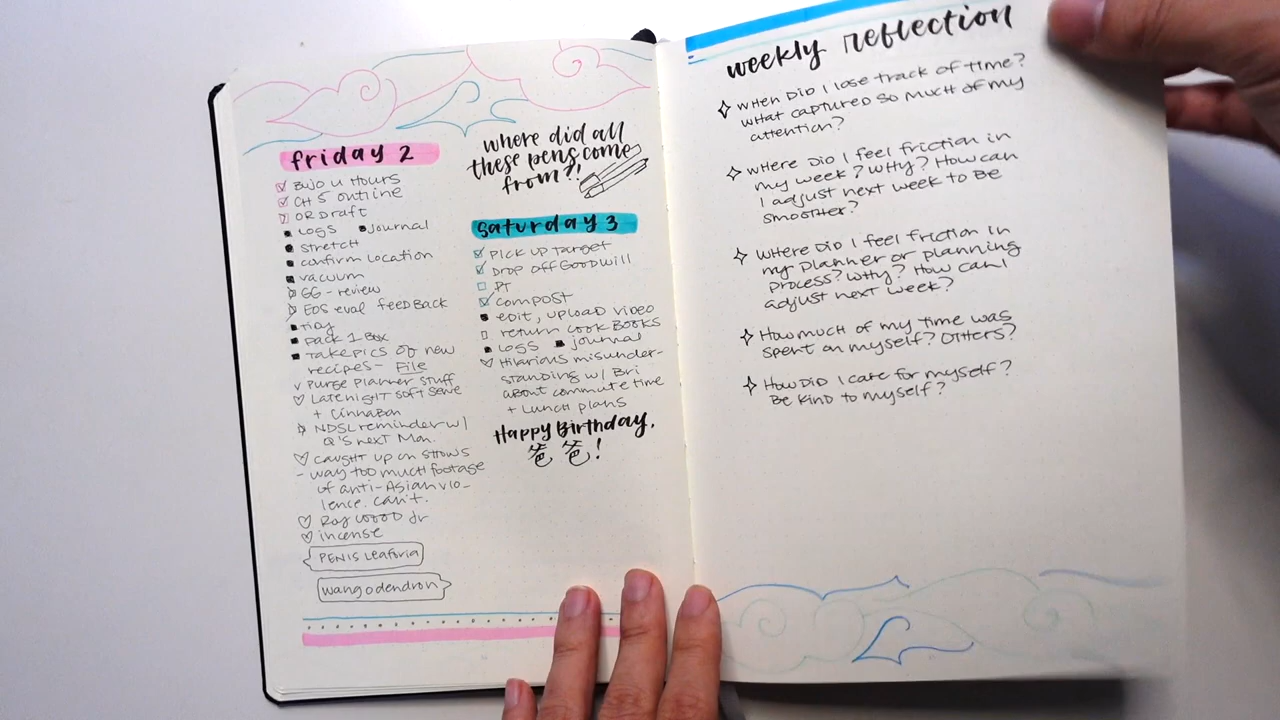 friday 2
BUJO U HOURS
CH 5 outline
OR Draft
LOGS Journal
stretch
confirm location
vacuum
GG - review
EOS eval feedback
tidy
pack 1 Box
take pics of new
recipes - File
Purge Planner stuff
Late night soft serve
+ Cinnabon
NDSL reminder w/
Q's next Mon.
caught up on shows
- way too much footage
of anti-Asian vio-
lence. can't.
Roy Wood Jr
incense
PENIS Leaforia
wangodendron
where did all
these pens come
from?!
saturday 3
PICK UP Target
Drop off GoodWill
PT
compost
edit, upload video
return cook Books
LOGS journal
Hilarious misunder-
standing w/ Bri
about commute time
+ Lunch plans
Happy Birthday,
爸爸!
weekly reflection
When Did I lose track of time?
What captured so much of my
attention?
Where Did I feel friction in
my week? Why? How can
I adjust next week to be
smoother?
Where Did I feel friction in
my planner or planning
process? Why? How can I
adjust next week?
How much of my time was
spent on myself? Others?
How Did I care for myself?
Be kind to myself?